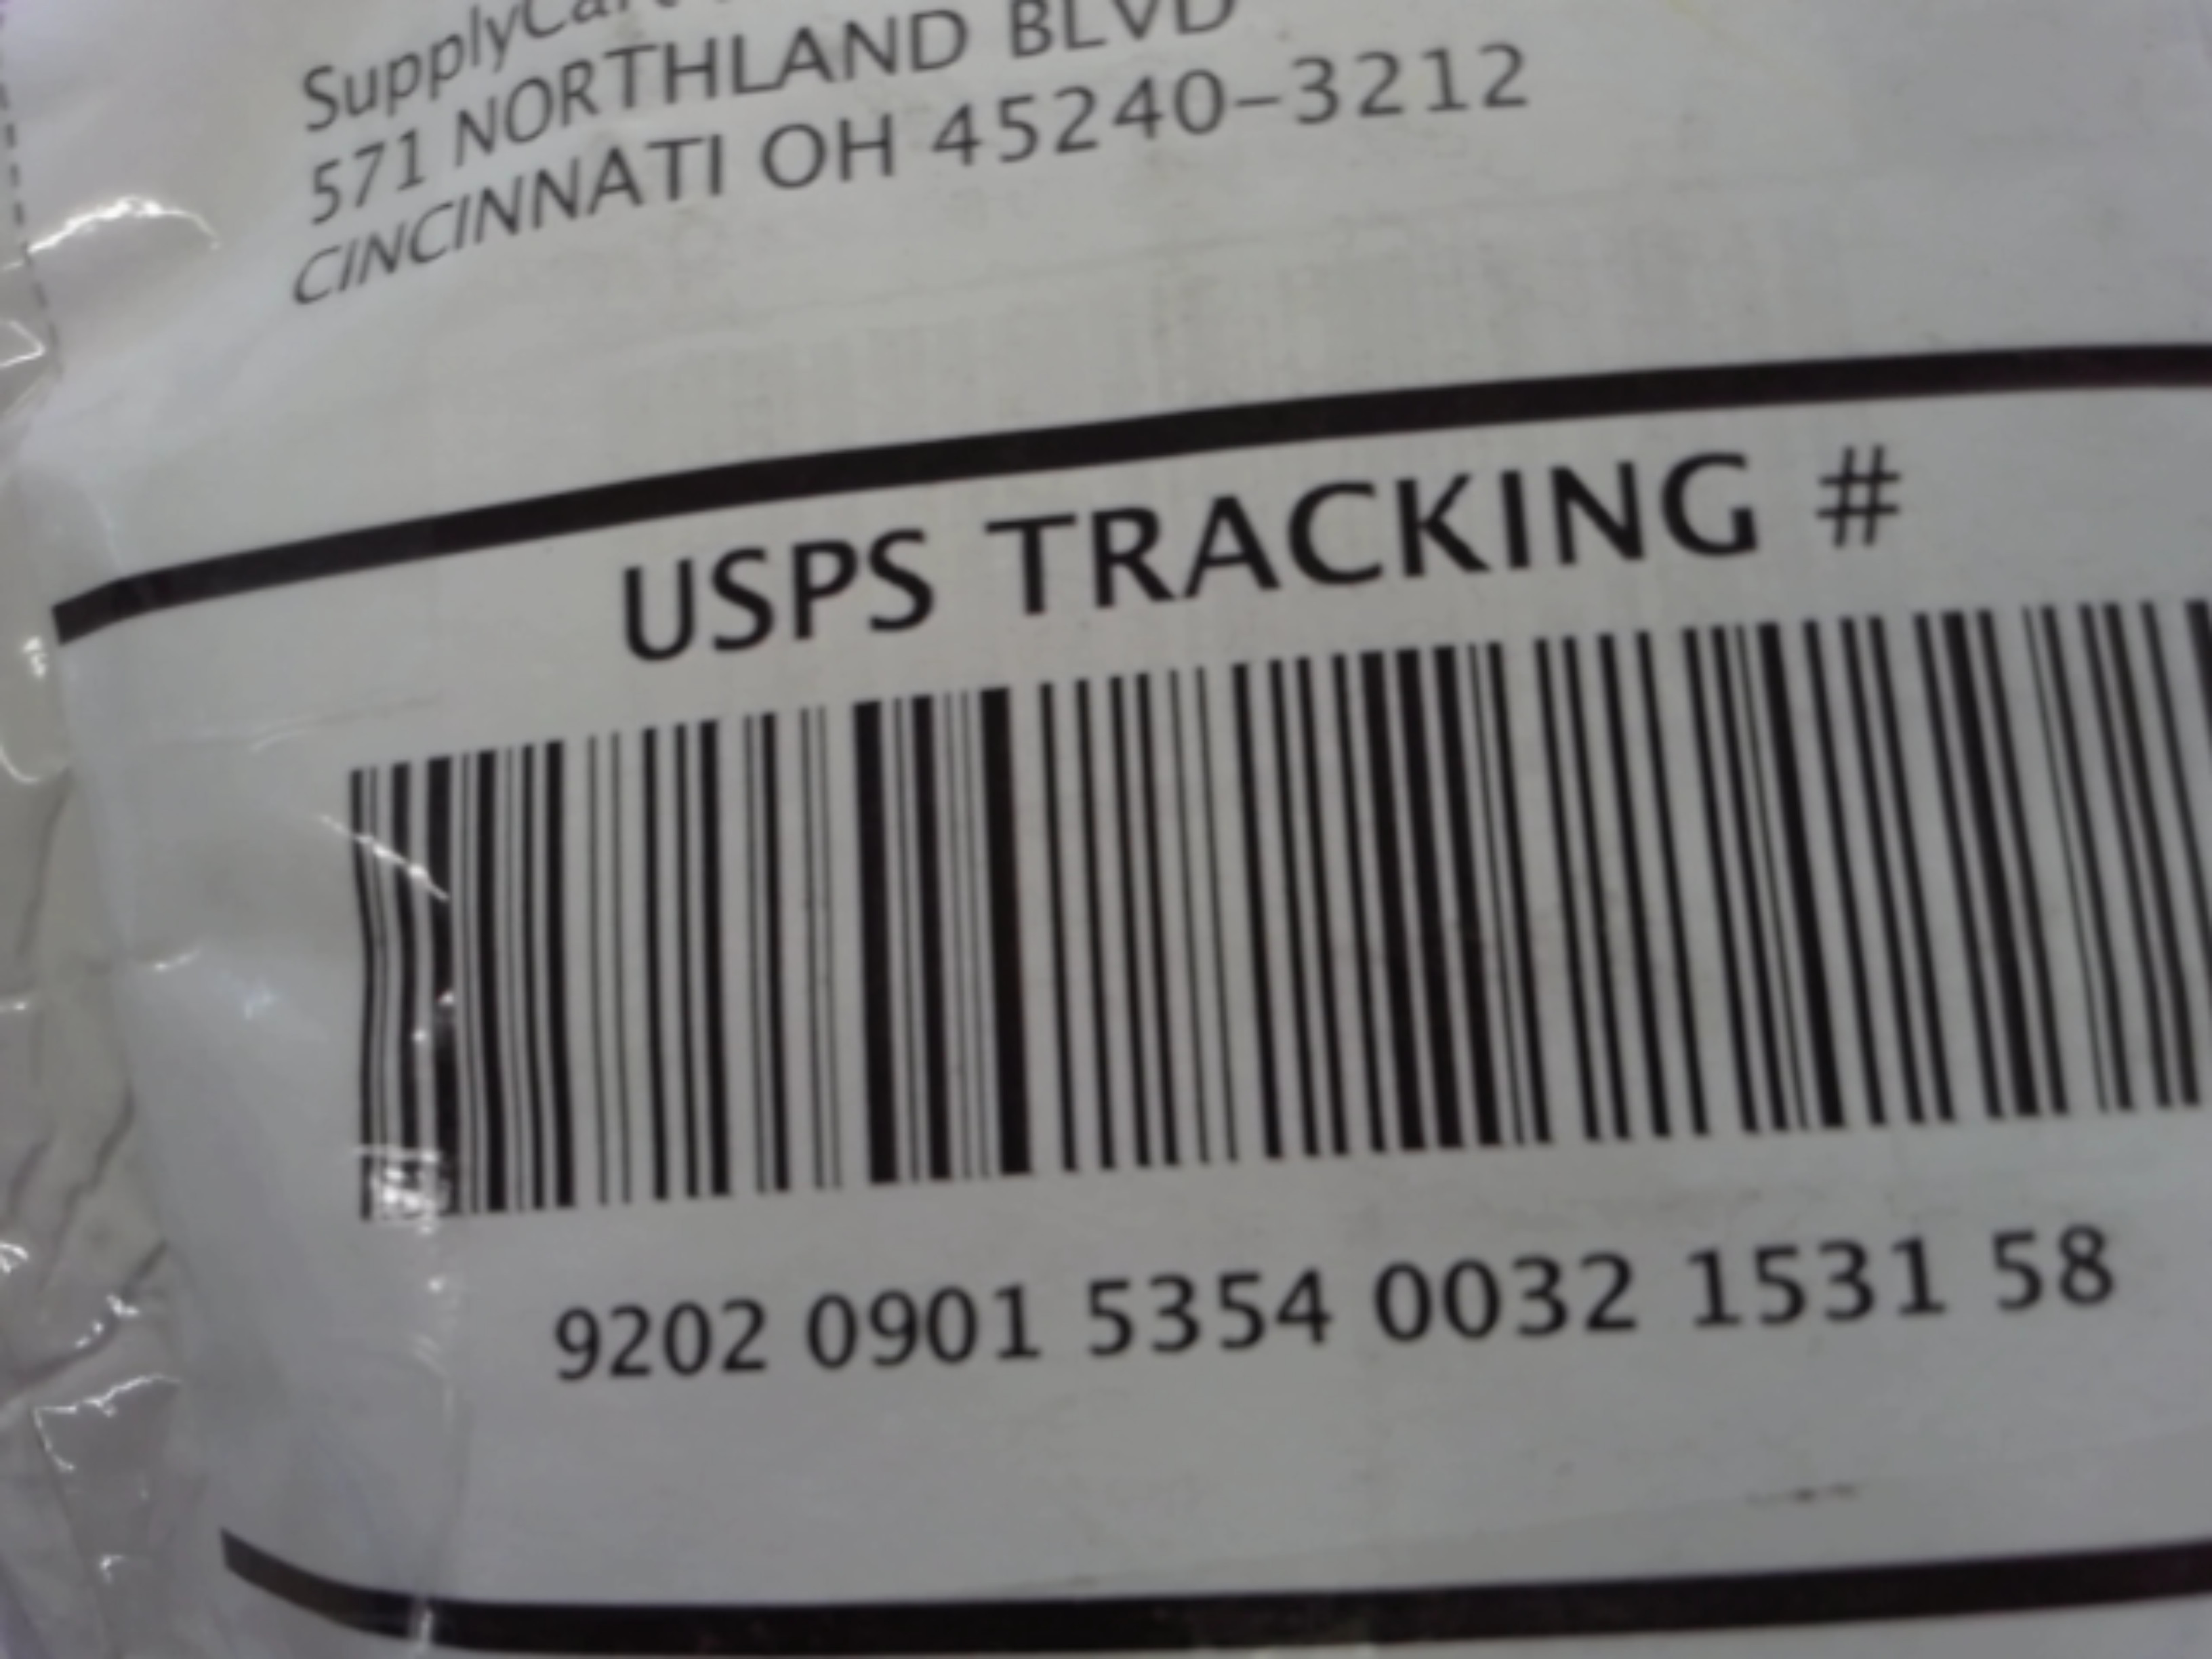 571 NORTHLAND BLVD
CINCINNATI OH 45240-3212
USPS TRACKING #
9202 0901 5354 0032 1531 58